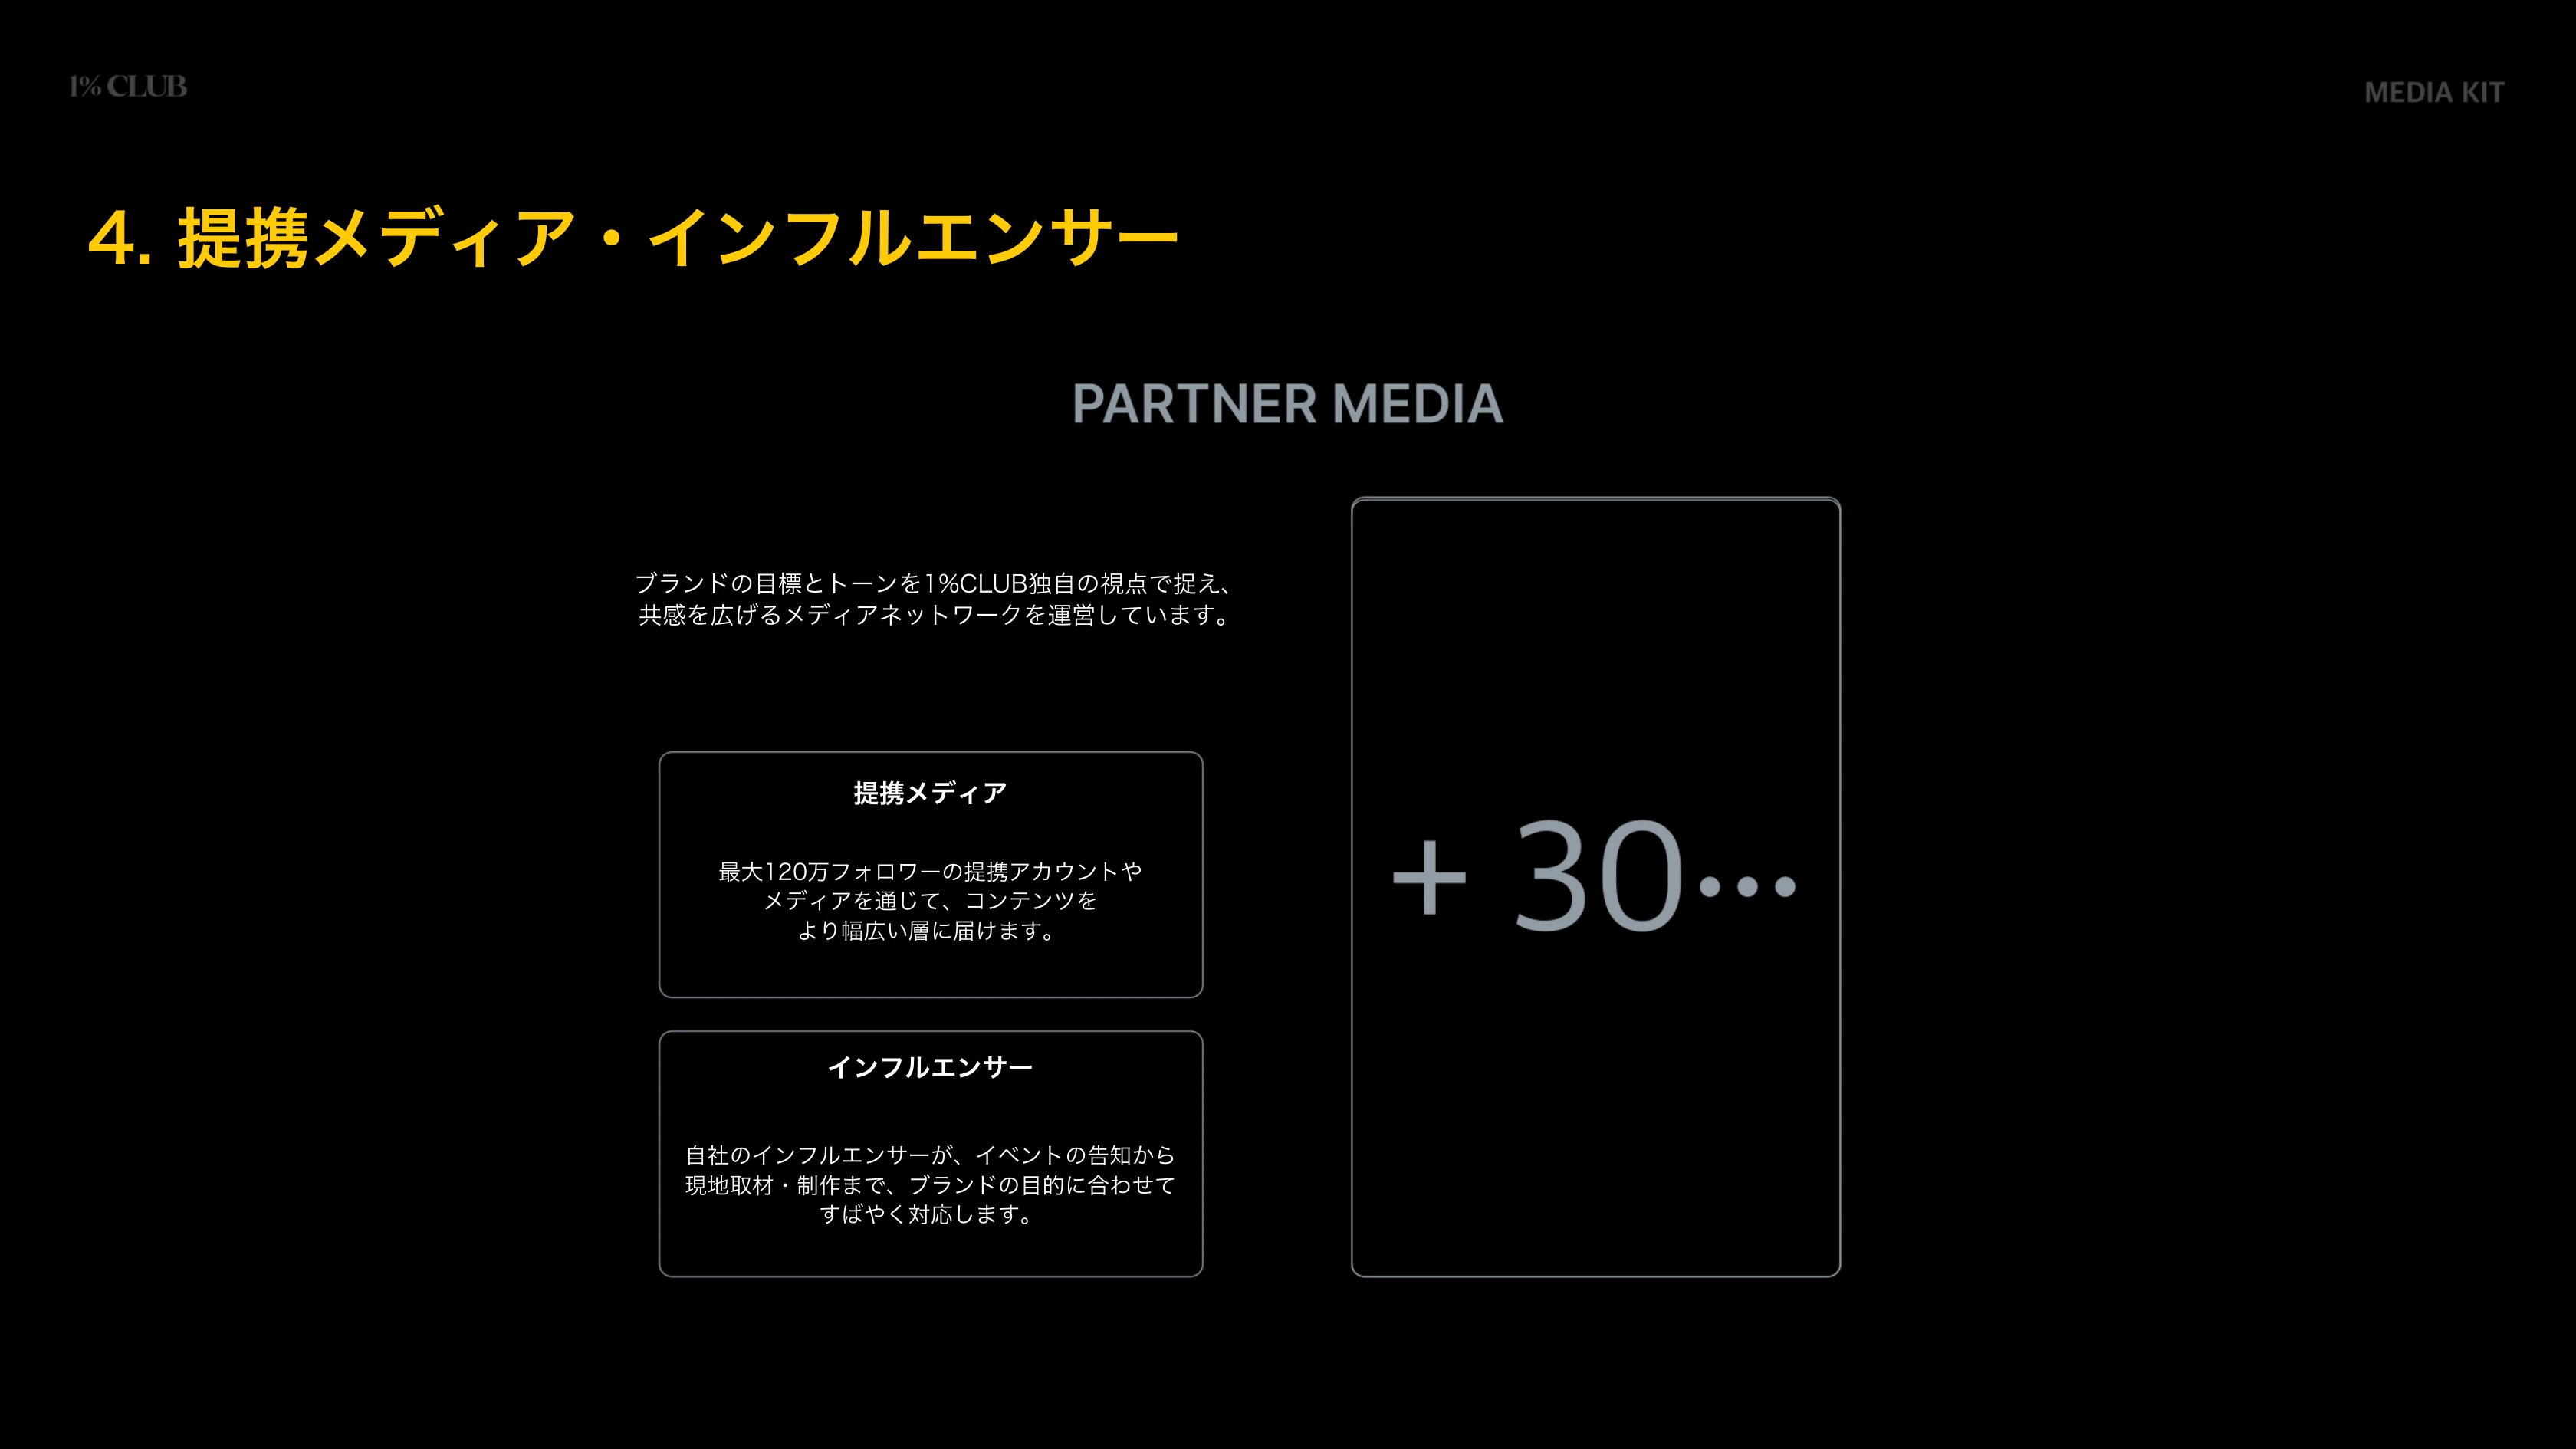 1% CLUB
MEDIA KIT
4. 提携メディア・インフルエンサー
PARTNER MEDIA
ブランドの目標とトーンを1%CLUB独自の視点で捉え、
共感を広げるメディアネットワークを運営しています。
提携メディア
最大120万フォロワーの提携アカウントや
メディアを通じて、コンテンツを
より幅広い層に届けます。
+ 30···
インフルエンサー
自社のインフルエンサーが、イベントの告知から
現地取材・制作まで、ブランドの目的に合わせて
すばやく対応します。